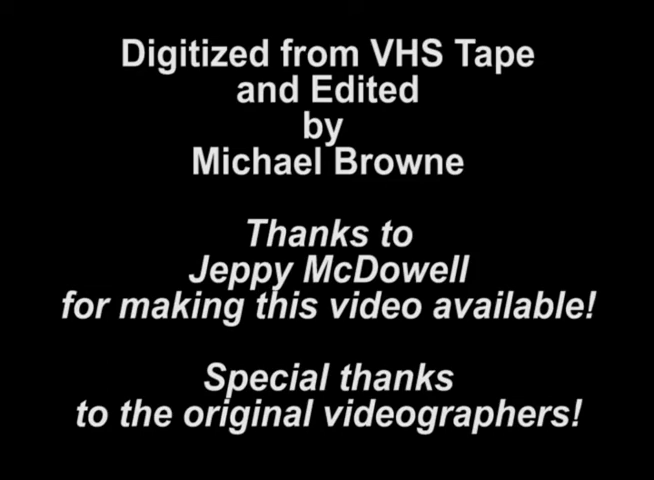 Digitized from VHS Tape
and Edited
by
Michael Browne
Thanks to
Jeppy McDowell
for making this video available!
Special thanks
to the original videographers!